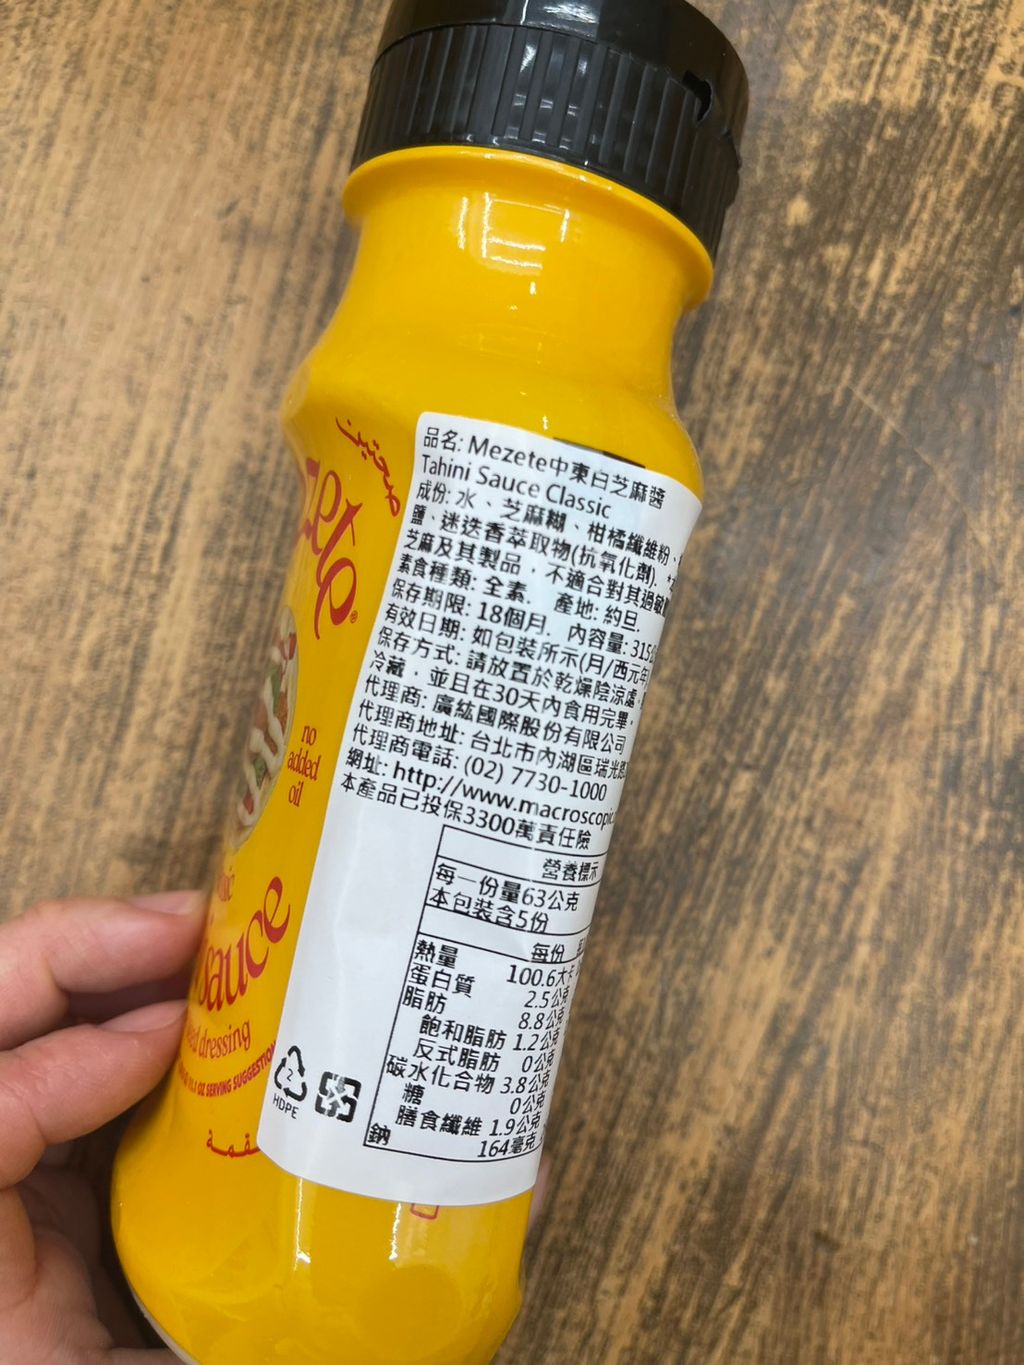 品名: Mezete中東白芝麻醬
Tahini Sauce Classic
成份: 水、芝麻糊、柑橘纖維粉、
鹽、迷迭香萃取物(抗氧化劑).
芝麻及其製品，不適合對其過敏
素食種類: 全素. 產地: 約旦.
保存期限: 18個月. 內容量: 315
有效日期: 如包裝所示(月/西元年)
保存方式: 請放置於乾燥陰涼處
冷藏，並且在30天內食用完畢。
代理商: 廣紘國際股份有限公司
代理商地址: 台北市內湖區瑞光
代理商電話: (02) 7730-1000
網址: http://www.macroscopic
本產品已投保3300萬責任險
營養標示
每一份量63公克
本包裝含5份
每份
熱量 100.6大卡
蛋白質 2.5公克
脂肪 8.8公克
飽和脂肪 1.2公克
反式脂肪 0公克
碳水化合物 3.8公克
糖 0公克
膳食纖維 1.9公克
鈉 164毫克
2
HDPE
zete®
no
added
oil
sauce
dressing
OZ SERVING SUGGESTION